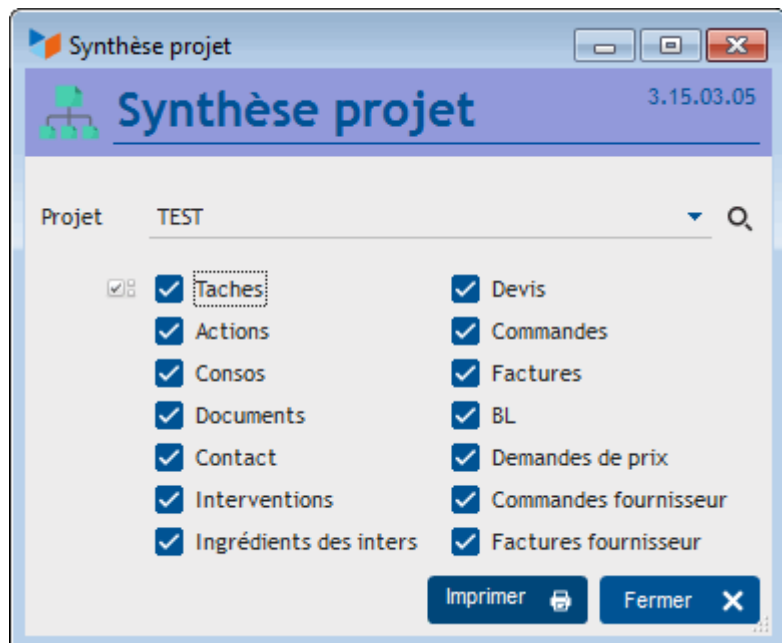 Synthèse projet
Synthèse projet
3.15.03.05
Projet TEST
Taches Devis
Actions Commandes
Consos Factures
Documents BL
Contact Demandes de prix
Interventions Commandes fournisseur
Ingrédients des inters Factures fournisseur
Imprimer Fermer